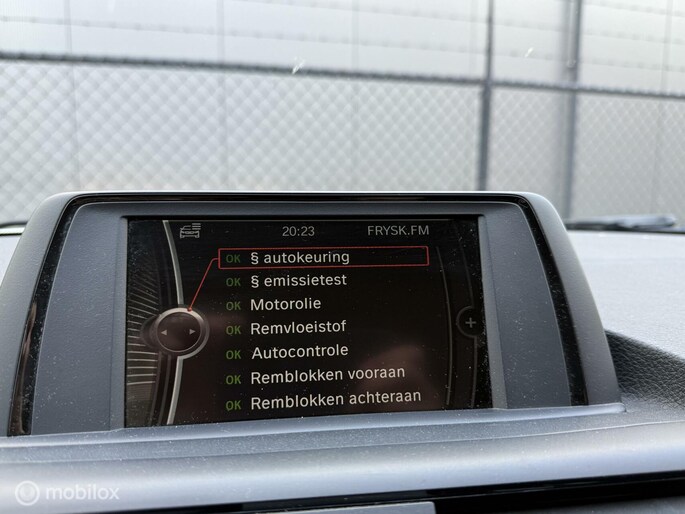 20:23 FRYSK.FM
OK § autokeuring
OK § emissietest
OK Motorolie
OK Remvloeistof
OK Autocontrole
OK Remblokken vooraan
OK Remblokken achteraan
mobilox